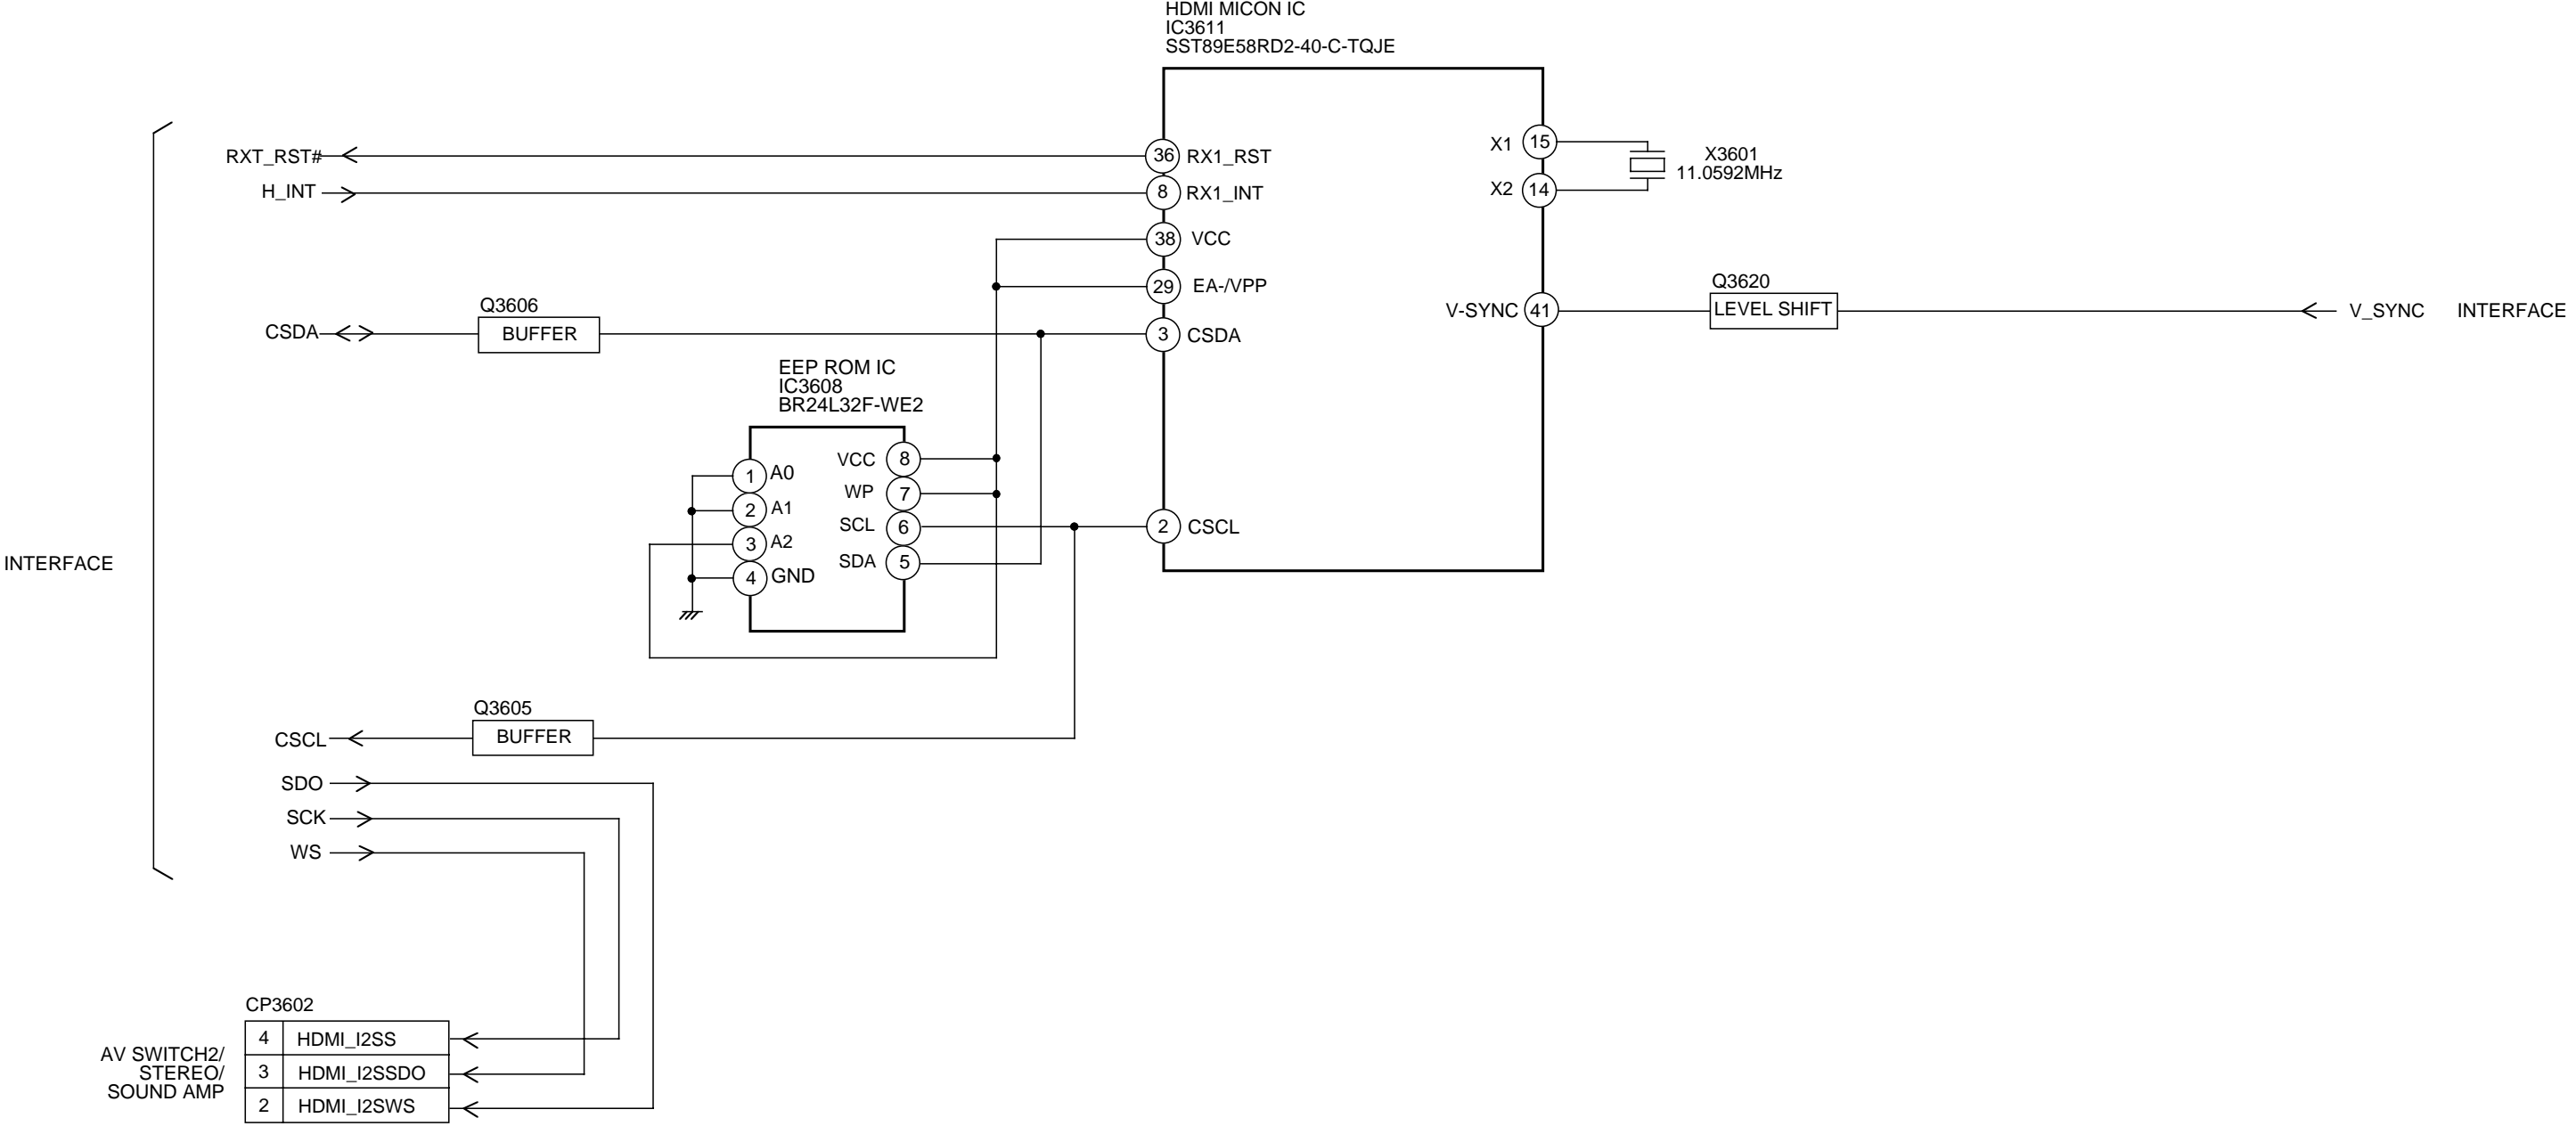 HDMI MICON IC
IC3611
SST89E58RD2-40-C-TQJE
RXT_RST#
36
RX1_RST
H_INT
8
RX1_INT
38
VCC
29
EA-/VPP
CSDA
Q3606
BUFFER
3
CSDA
X1
15
X2
14
X3601
11.0592MHz
V-SYNC
41
Q3620
LEVEL SHIFT
V_SYNC
INTERFACE
EEP ROM IC
IC3608
BR24L32F-WE2
1
A0
2
A1
3
A2
4
GND
VCC
8
WP
7
SCL
6
SDA
5
2
CSCL
INTERFACE
Q3605
CSCL
BUFFER
SDO
SCK
WS
CP3602
AV SWITCH2/
STEREO/
SOUND AMP
4
HDMI_I2SS
3
HDMI_I2SSDO
2
HDMI_I2SWS